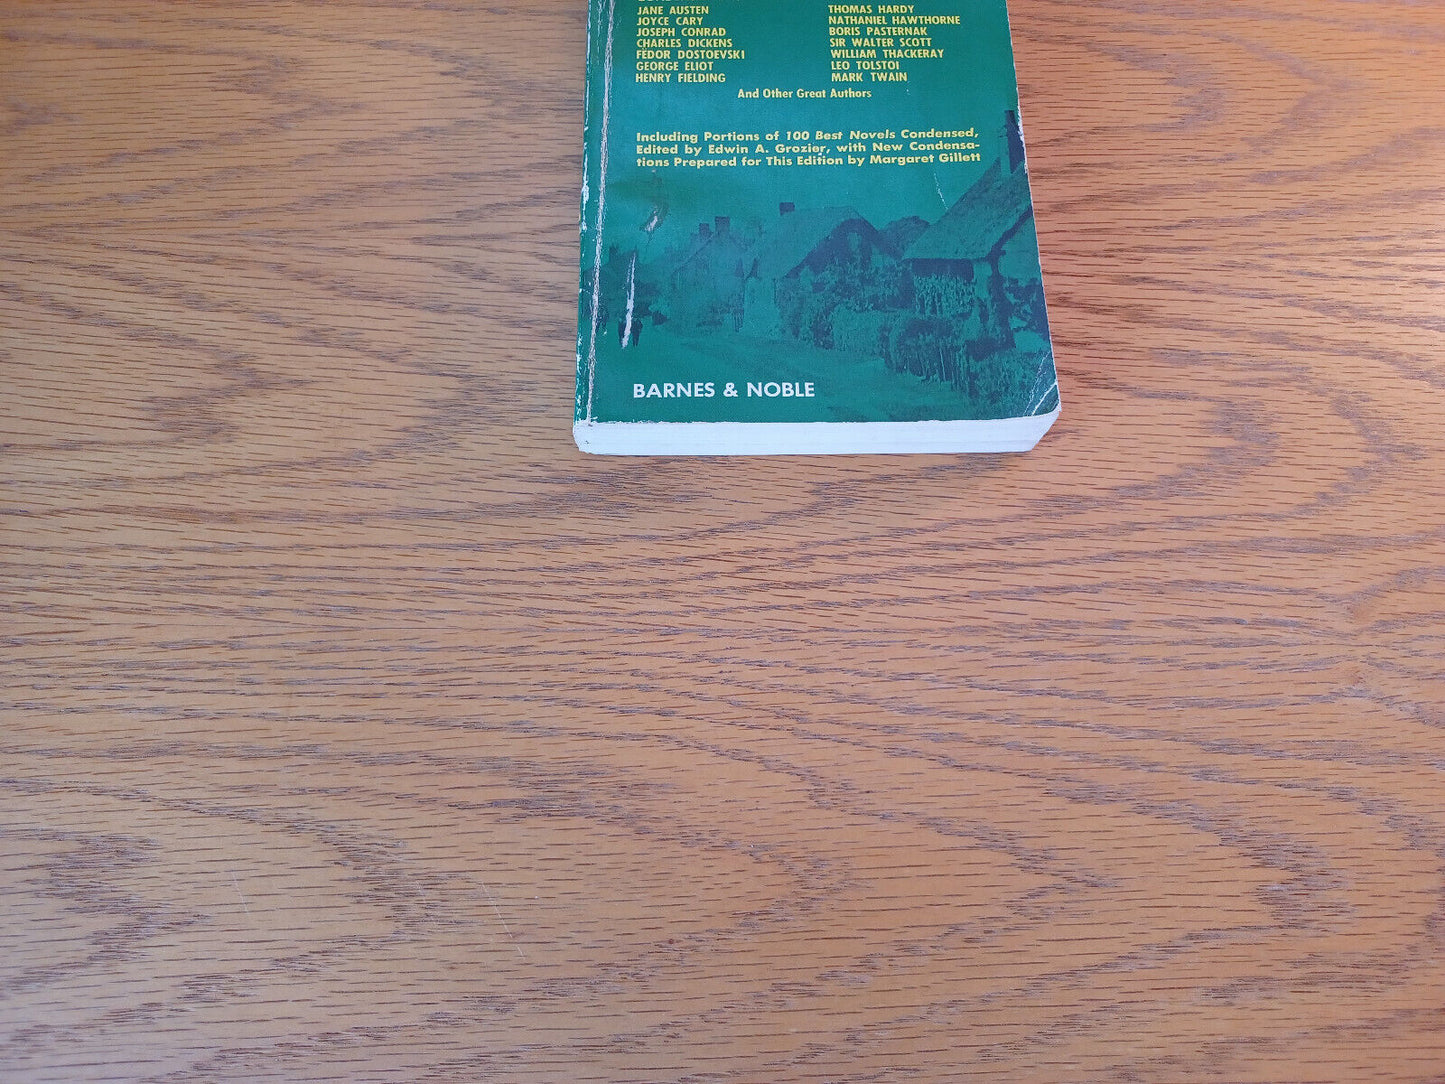 JANE AUSTEN
JOYCE CARY
JOSEPH CONRAD
CHARLES DICKENS
FËDOR DOSTOEVSKI
GEORGE ELIOT
HENRY FIELDING
THOMAS HARDY
NATHANIEL HAWTHORNE
BORIS PASTERNAK
SIR WALTER SCOTT
WILLIAM THACKERAY
LEO TOLSTOI
MARK TWAIN
And Other Great Authors
Including Portions of 100 Best Novels Condensed,
Edited by Edwin A. Grozier, with New Condensa-
tions Prepared for This Edition by Margaret Gillett
BARNES & NOBLE